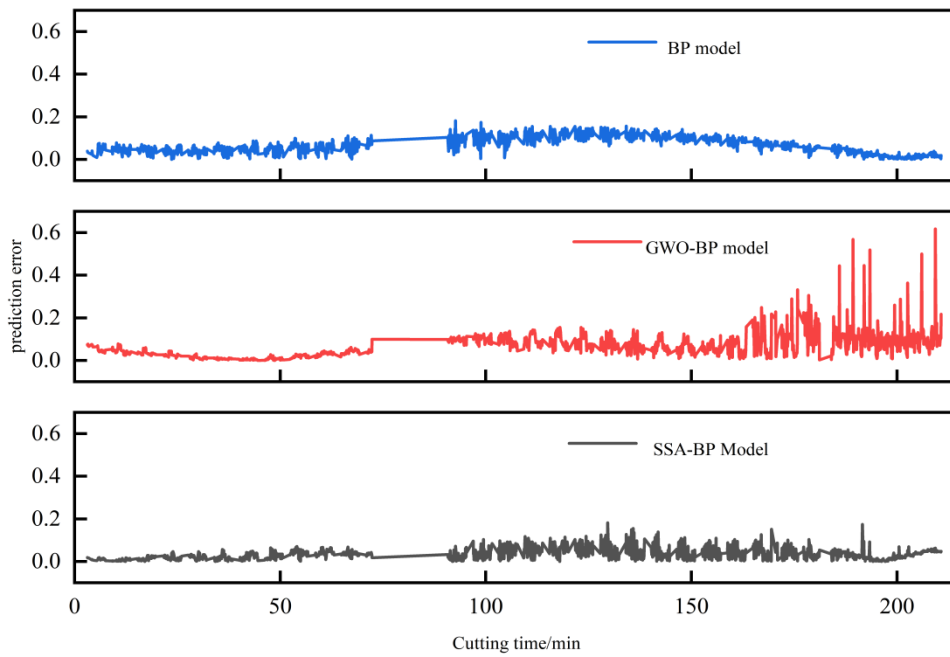 0.6
BP model
0.4
0.2
0.0
0.6
GWO-BP model
0.4
0.2
0.0
prediction error
0.6
SSA-BP Model
0.4
0.2
0.0
0 50 100 150 200
Cutting time/min